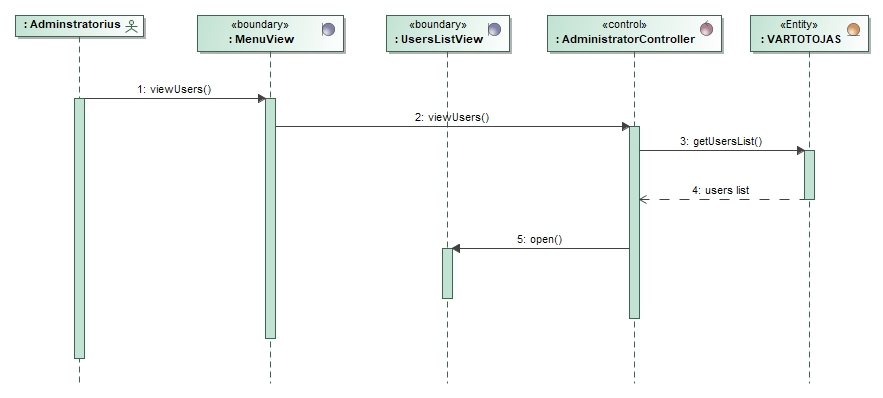 : Adminstratorius
«boundary»
: MenuView
«boundary»
: UsersListView
«control»
: AdministratorController
«Entity»
: VARTOTOJAS
1: viewUsers()
2: viewUsers()
3: getUsersList()
4: users list
5: open()